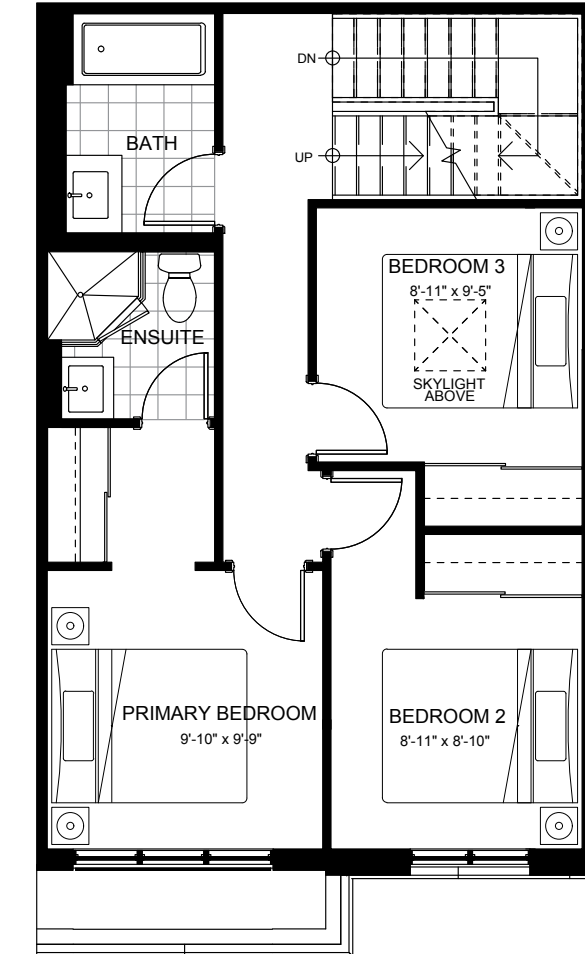 DN
BATH
UP
BEDROOM 3
8'-11" x 9'-5"
ENSUITE
SKYLIGHT
ABOVE
PRIMARY BEDROOM
9'-10" x 9'-9"
BEDROOM 2
8'-11" x 8'-10"